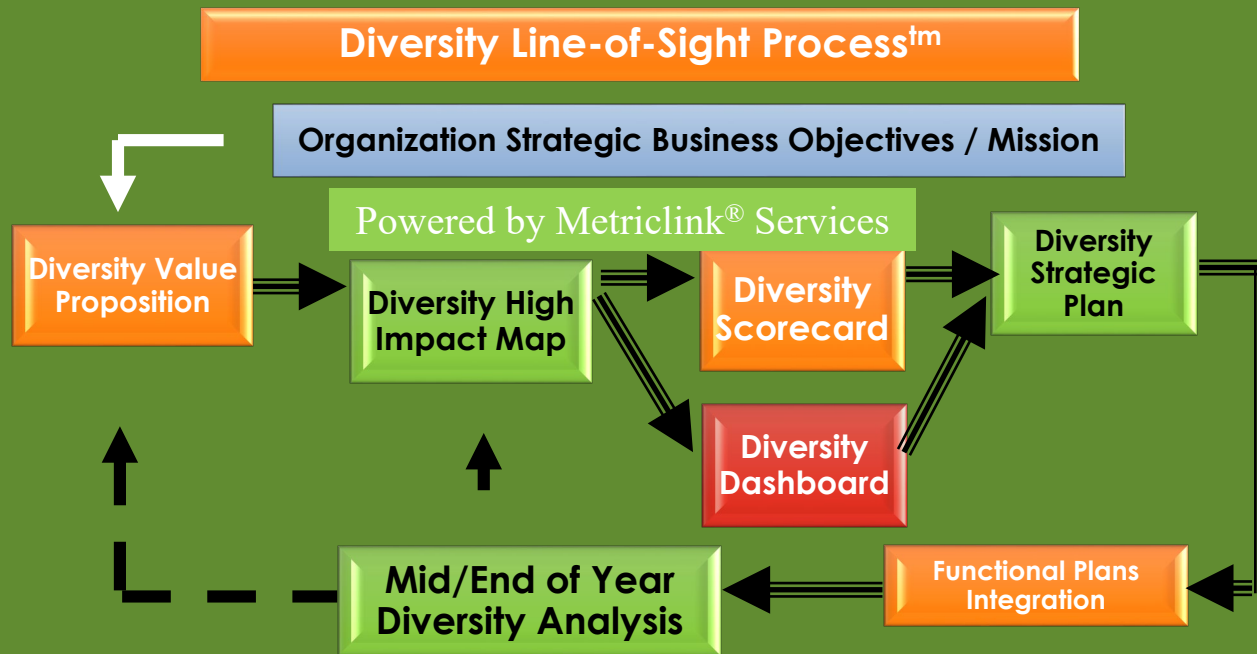 Diversity Line-of-Sight Process™
Organization Strategic Business Objectives / Mission
Powered by Metriclink® Services
Diversity Value
Proposition
Diversity High
Impact Map
Diversity
Scorecard
Diversity
Strategic
Plan
Diversity
Dashboard
Mid/End of Year
Diversity Analysis
Functional Plans
Integration